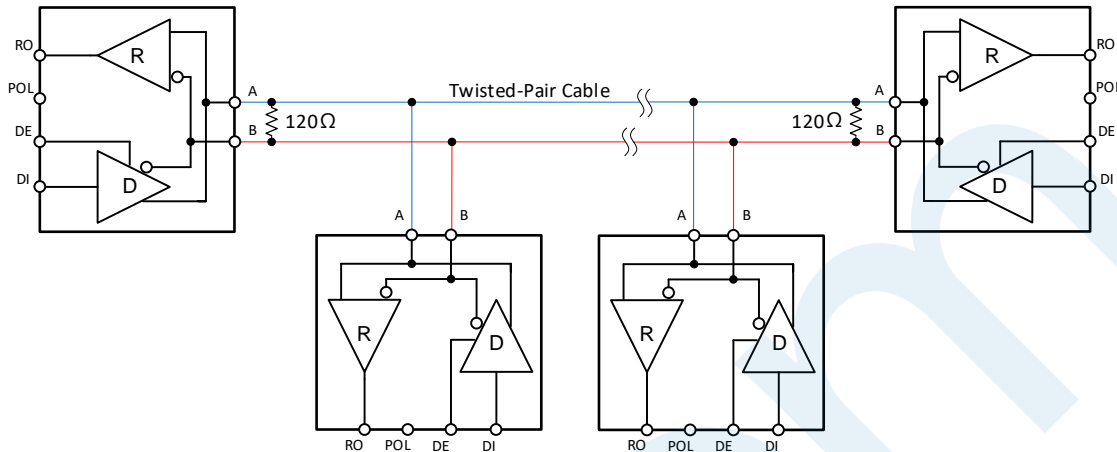 RO
R
POL
DE
DI
D
A
B
120Ω
Twisted-Pair Cable
120Ω
A
B
R
RO
POL
DE
D
DI
A B
R D
RO POL DE DI
A B
R D
RO POL DE DI